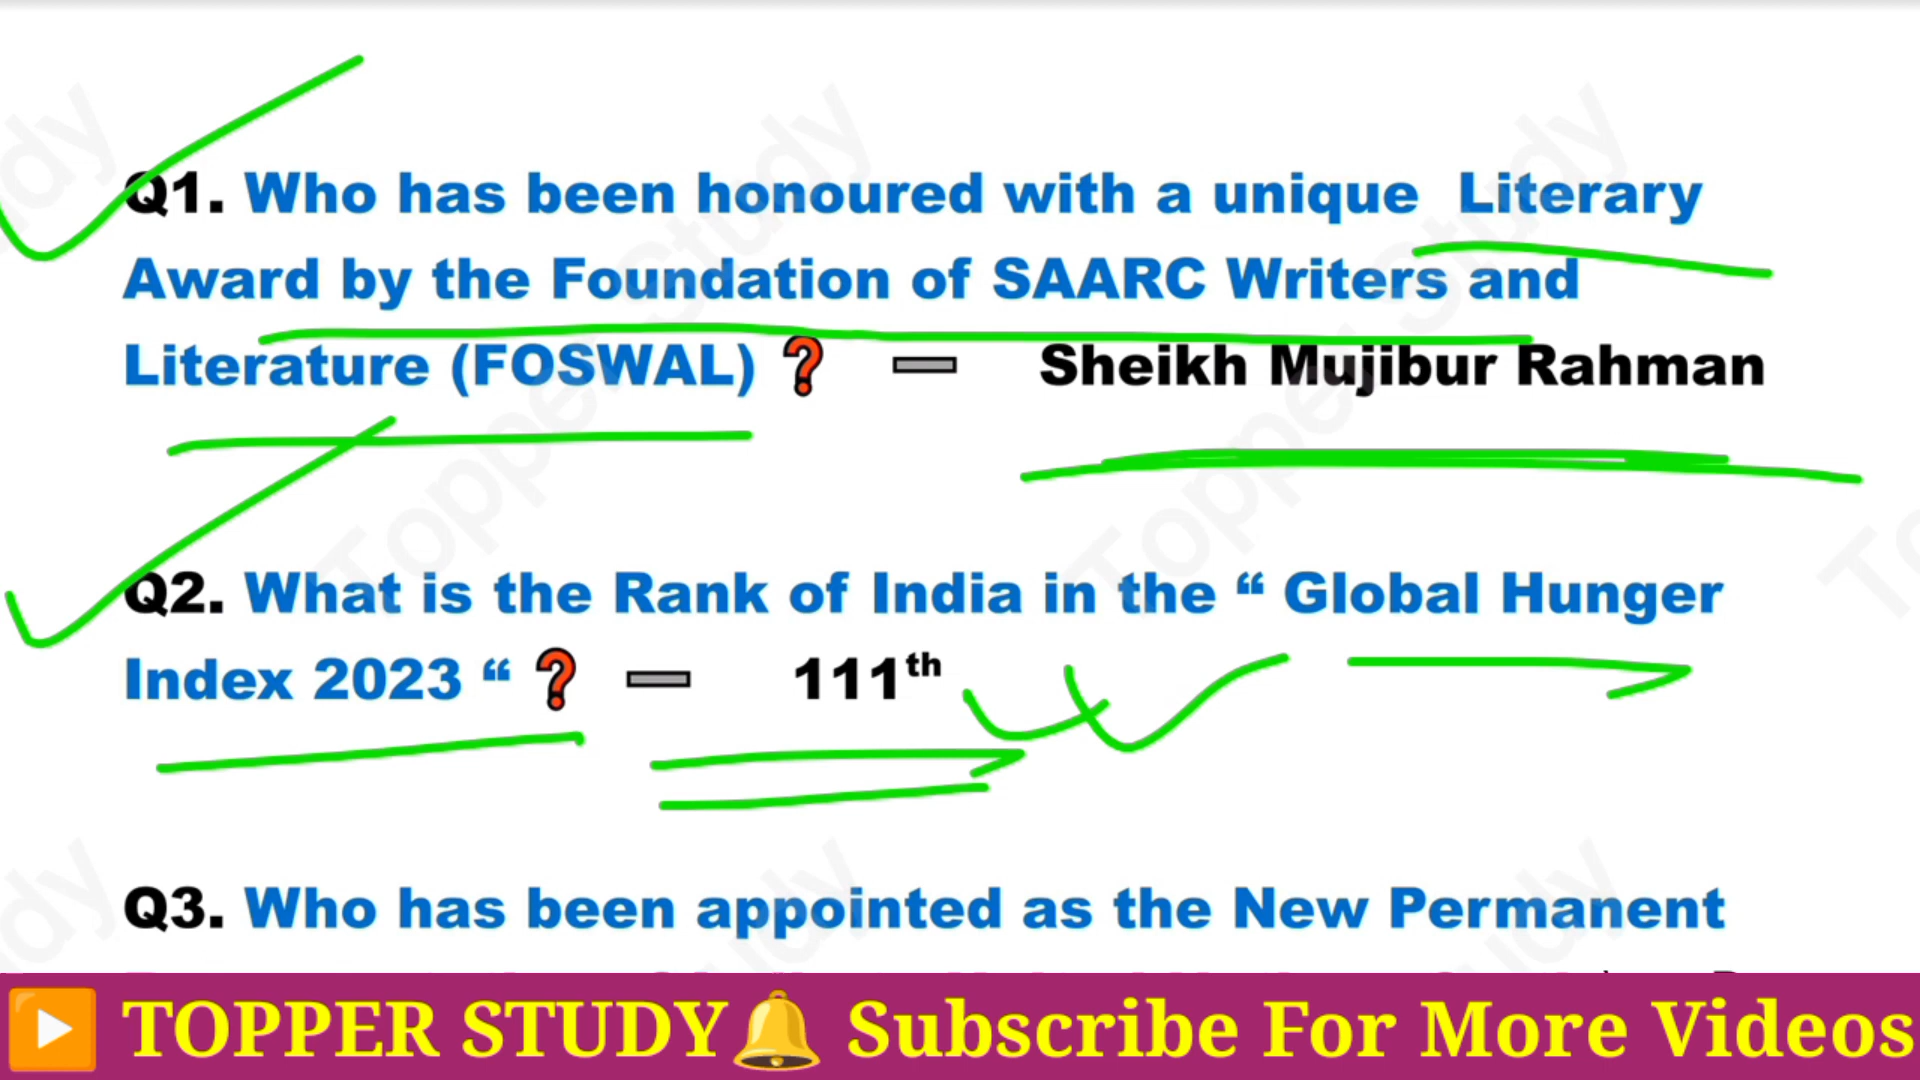 Q1. Who has been honoured with a unique Literary
Award by the Foundation of SAARC Writers and
Literature (FOSWAL) ❓ ➖ Sheikh Mujibur Rahman
Q2. What is the Rank of India in the “ Global Hunger
Index 2023 “ ❓ ➖ 111th
Q3. Who has been appointed as the New Permanent
TOPPER STUDY🔔 Subscribe For More Videos
Topper Study